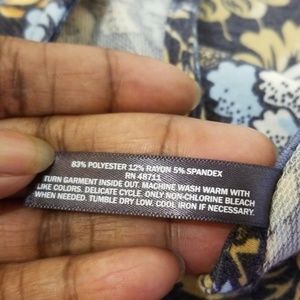 83% POLYESTER 12% RAYON 5% SPANDEX
RN 48711
TURN GARMENT INSIDE OUT. MACHINE WASH WARM WITH
LIKE COLORS. DELICATE CYCLE. ONLY NON-CHLORINE BLEACH
WHEN NEEDED. TUMBLE DRY LOW. COOL IRON IF NECESSARY.